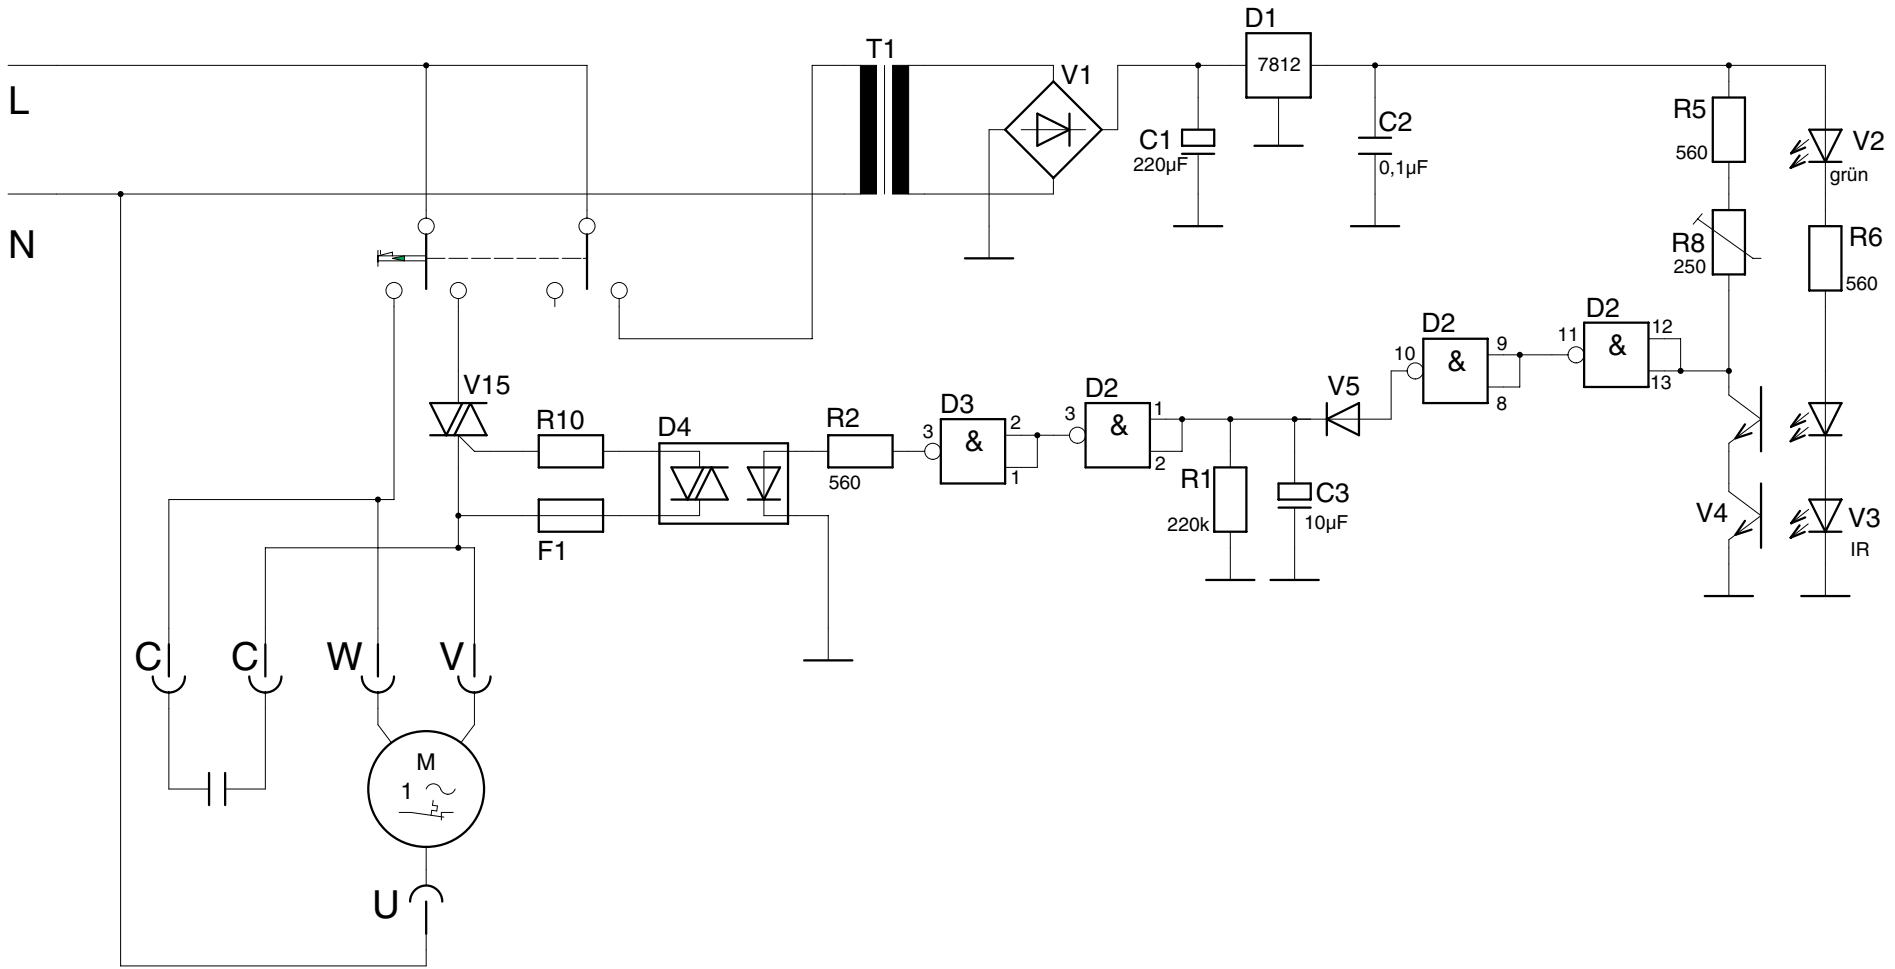 L
N
T1
V1
C1
220µF
D1
7812
C2
0,1µF
R5
560
V2
grün
R8
250
R6
560
V15
R10
F1
D4
R2
560
D3
3
&
2
1
D2
3
&
1
2
R1
220k
C3
10µF
V5
D2
10
&
9
8
D2
11
&
12
13
V4
V3
IR
C
C
W
V
M
1
U